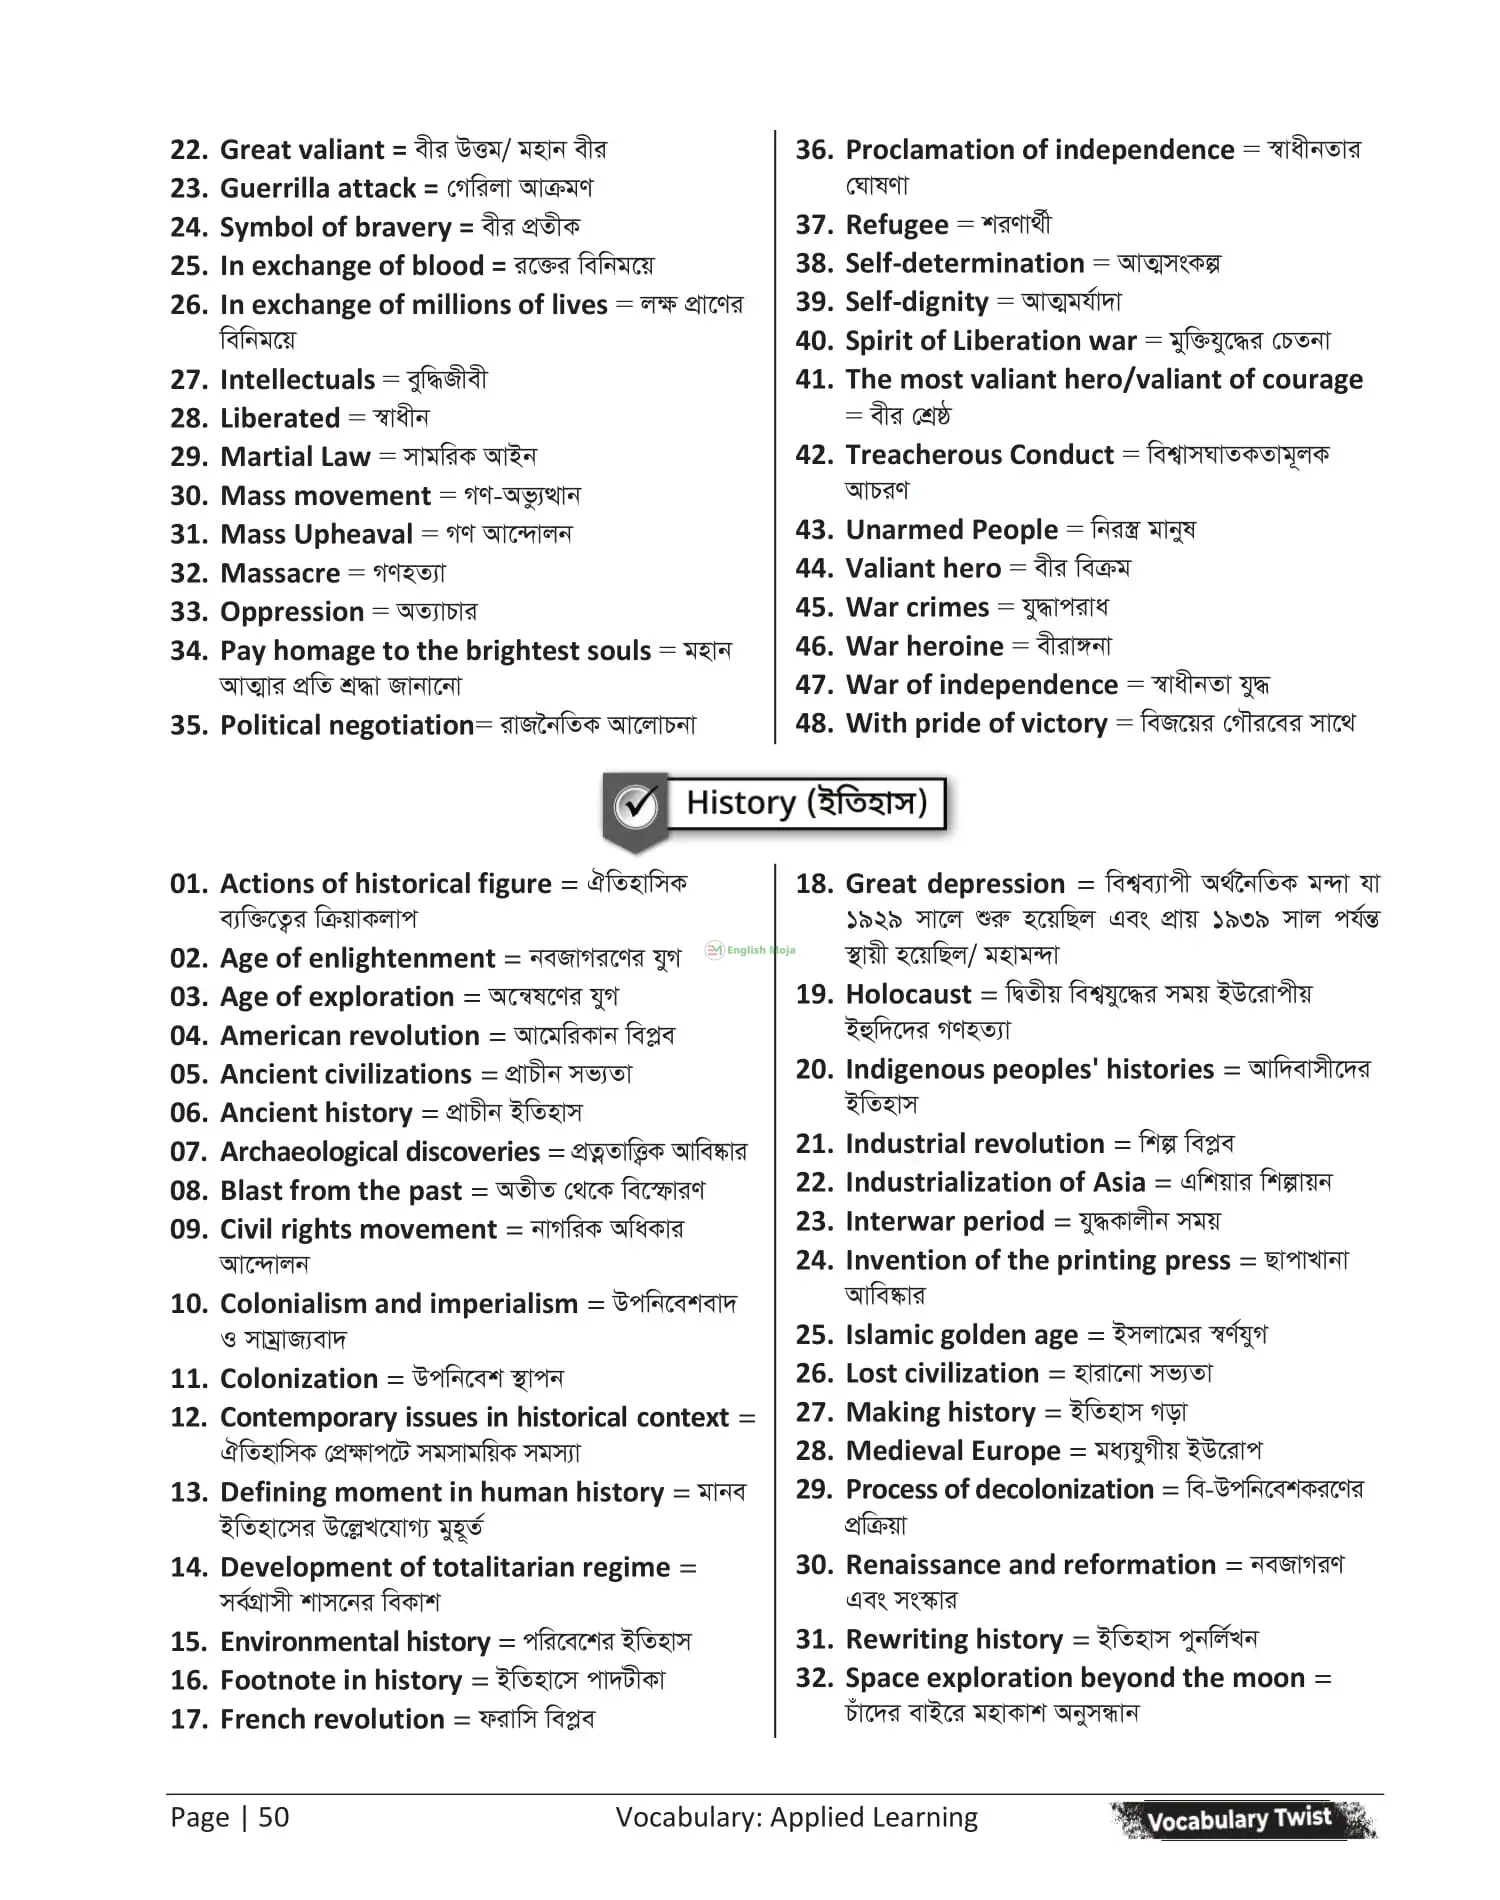 22. Great valiant = বীর উত্তম/ মহান বীর
23. Guerrilla attack = গেরিলা আক্রমণ
24. Symbol of bravery = বীর প্রতীক
25. In exchange of blood = রক্তের বিনিময়ে
26. In exchange of millions of lives = লক্ষ প্রাণের
বিনিময়ে
27. Intellectuals = বুদ্ধিজীবী
28. Liberated = স্বাধীন
29. Martial Law = সামরিক আইন
30. Mass movement = গণ-অভ্যুত্থান
31. Mass Upheaval = গণ আন্দোলন
32. Massacre = গণহত্যা
33. Oppression = অত্যাচার
34. Pay homage to the brightest souls = মহান
আত্মার প্রতি শ্রদ্ধা জানানো
35. Political negotiation= রাজনৈতিক আলোচনা
36. Proclamation of independence = স্বাধীনতার
ঘোষণা
37. Refugee = শরণার্থী
38. Self-determination = আত্মসংকল্প
39. Self-dignity = আত্মমর্যাদা
40. Spirit of Liberation war = মুক্তিযুদ্ধের চেতনা
41. The most valiant hero/valiant of courage
= বীর শ্রেষ্ঠ
42. Treacherous Conduct = বিশ্বাসঘাতকতামূলক
আচরণ
43. Unarmed People = নিরস্ত্র মানুষ
44. Valiant hero = বীর বিক্রম
45. War crimes = যুদ্ধাপরাধ
46. War heroine = বীরাঙ্গনা
47. War of independence = স্বাধীনতা যুদ্ধ
48. With pride of victory = বিজয়ের গৌরবের সাথে
History (ইতিহাস)
01. Actions of historical figure = ঐতিহাসিক
ব্যক্তিত্বের ক্রিয়াকলাপ
02. Age of enlightenment = নবজাগরণের যুগ
03. Age of exploration = অন্বেষণের যুগ
04. American revolution = আমেরিকান বিপ্লব
05. Ancient civilizations = প্রাচীন সভ্যতা
06. Ancient history = প্রাচীন ইতিহাস
07. Archaeological discoveries = প্রত্নতাত্ত্বিক আবিষ্কার
08. Blast from the past = অতীত থেকে বিস্ফোরণ
09. Civil rights movement = নাগরিক অধিকার
আন্দোলন
10. Colonialism and imperialism = উপনিবেশবাদ
ও সাম্রাজ্যবাদ
11. Colonization = উপনিবেশ স্থাপন
12. Contemporary issues in historical context =
ঐতিহাসিক প্রেক্ষাপটে সমসাময়িক সমস্যা
13. Defining moment in human history = মানব
ইতিহাসের উল্লেখযোগ্য মুহূর্ত
14. Development of totalitarian regime =
সর্বগ্রাসী শাসনের বিকাশ
15. Environmental history = পরিবেশের ইতিহাস
16. Footnote in history = ইতিহাসে পাদটীকা
17. French revolution = ফরাসি বিপ্লব
18. Great depression = বিশ্বব্যাপী অর্থনৈতিক মন্দা যা
১৯২৯ সালে শুরু হয়েছিল এবং প্রায় ১৯৩৯ সাল পর্যন্ত
স্থায়ী হয়েছিল/ মহামন্দা
19. Holocaust = দ্বিতীয় বিশ্বযুদ্ধের সময় ইউরোপীয়
ইহুদিদের গণহত্যা
20. Indigenous peoples' histories = আদিবাসীদের
ইতিহাস
21. Industrial revolution = শিল্প বিপ্লব
22. Industrialization of Asia = এশিয়ার শিল্পায়ন
23. Interwar period = যুদ্ধকালীন সময়
24. Invention of the printing press = ছাপাখানা
আবিষ্কার
25. Islamic golden age = ইসলামের স্বর্ণযুগ
26. Lost civilization = হারানো সভ্যতা
27. Making history = ইতিহাস গড়া
28. Medieval Europe = মধ্যযুগীয় ইউরোপ
29. Process of decolonization = বি-উপনিবেশকরণের
প্রক্রিয়া
30. Renaissance and reformation = নবজাগরণ
এবং সংস্কার
31. Rewriting history = ইতিহাস পুনর্লিখন
32. Space exploration beyond the moon =
চাঁদের বাইরে মহাকাশ অনুসন্ধান
EM English Moja
Page | 50 Vocabulary: Applied Learning Vocabulary Twist